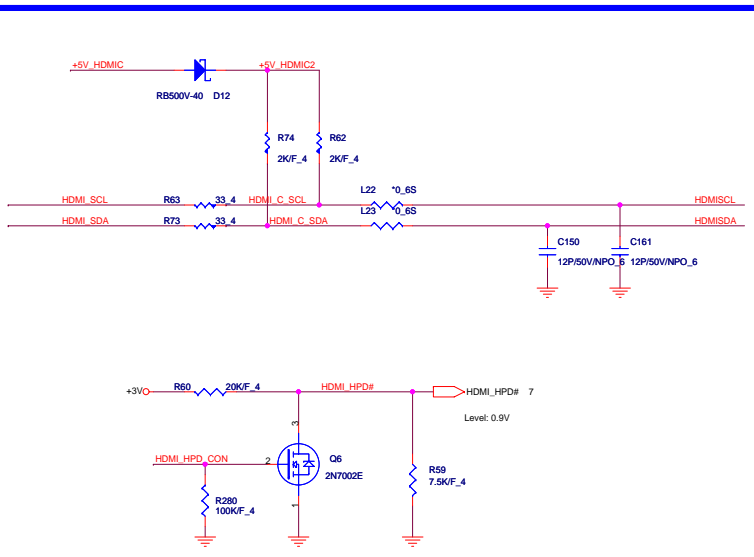 +5V_HDMIC
+5V_HDMIC2
RB500V-40 D12
R74
R62
2K/F_4
2K/F_4
L22 *0_6S
HDMI_SCL
R63
33_4
HDMI_C_SCL
HDMISCL
L23 *0_6S
HDMI_SDA
R73
33_4
HDMI_C_SDA
HDMISDA
C150
C161
12P/50V/NPO_6
12P/50V/NPO_6
+3V
R60
20K/F_4
HDMI_HPD#
HDMI_HPD# 7
Level: 0.9V
3
HDMI_HPD_CON
2
Q6
2N7002E
R59
7.5K/F_4
1
R280
100K/F_4